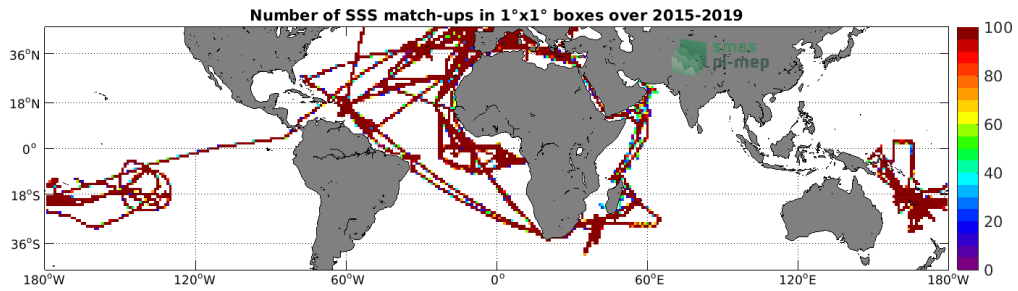 Number of SSS match-ups in 1°x1° boxes over 2015-2019
smos
pi-mep
36°N
18°N
0°
18°S
36°S
180°W
120°W
60°W
0°
60°E
120°E
180°W
100
80
60
40
20
0